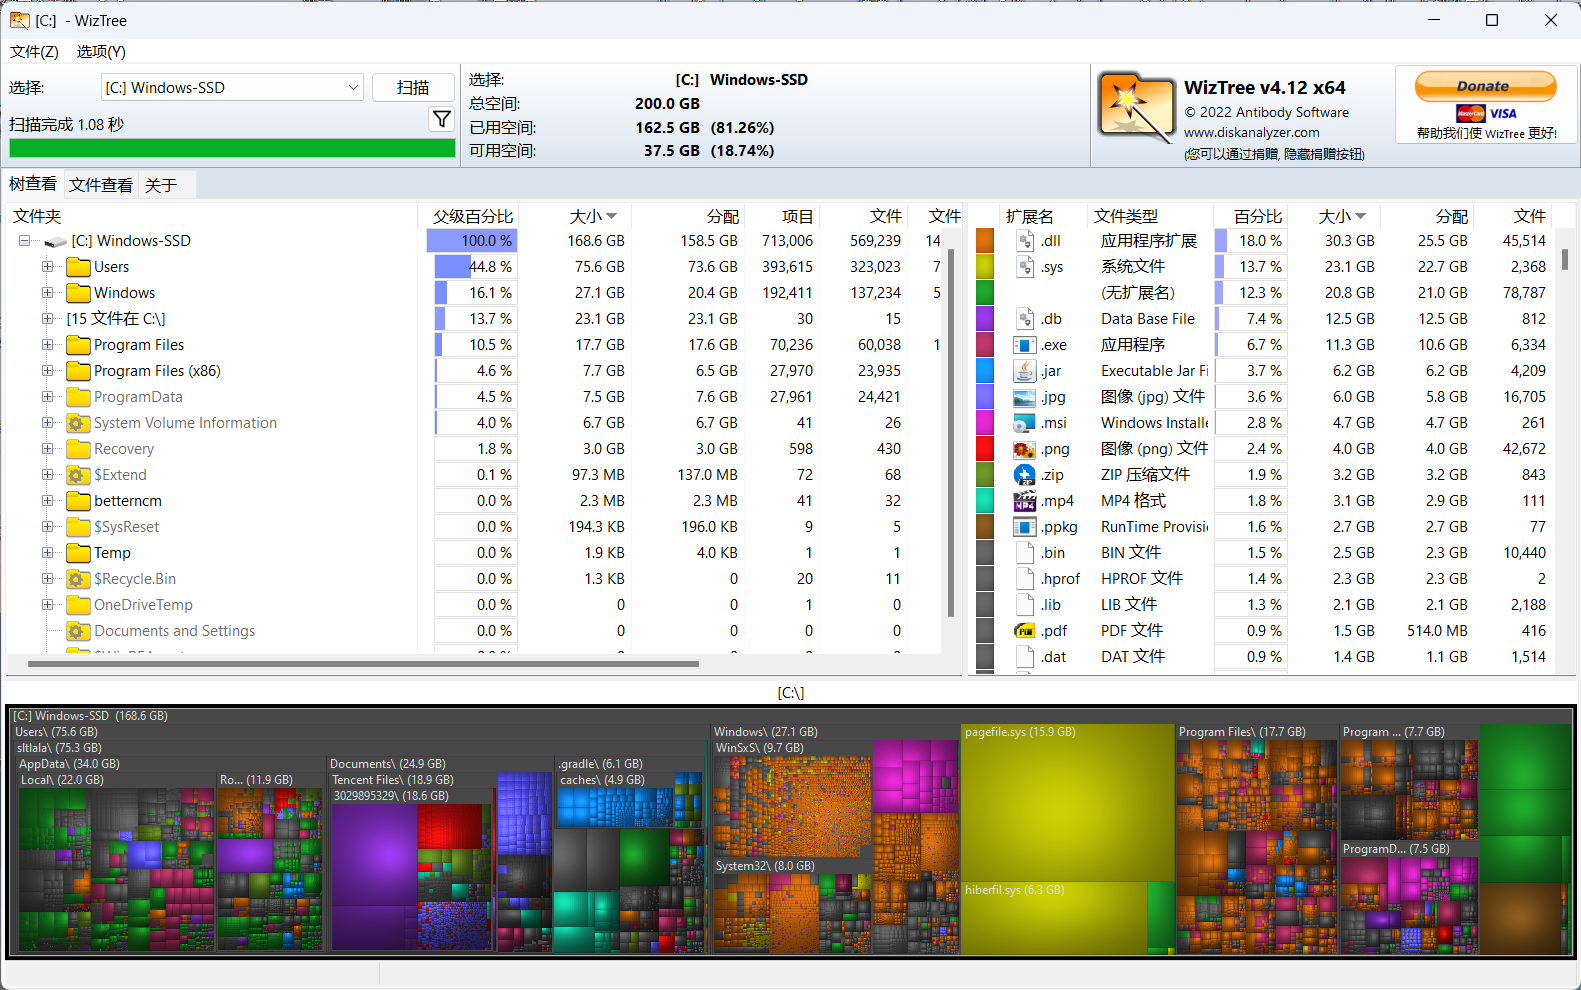 [C:]  - WizTree
文件(Z) 选项(Y)
选择: [C:] Windows-SSD 扫描
扫描完成 1.08 秒
选择: [C:] Windows-SSD
总空间: 200.0 GB
已用空间: 162.5 GB (81.26%)
可用空间: 37.5 GB (18.74%)
WizTree v4.12 x64
© 2022 Antibody Software
www.diskanalyzer.com
(您可以通过捐赠, 隐藏捐赠按钮)
Donate
MasterCard VISA
帮助我们使 WizTree 更好!
树查看 文件查看 关于
文件夹 父级百分比 大小 分配 项目 文件 文件
[C:] Windows-SSD 100.0 % 168.6 GB 158.5 GB 713,006 569,239 14
Users 44.8 % 75.6 GB 73.6 GB 393,615 323,023 7
Windows 16.1 % 27.1 GB 20.4 GB 192,411 137,234 5
[15 文件在 C:\] 13.7 % 23.1 GB 23.1 GB 30 15
Program Files 10.5 % 17.7 GB 17.6 GB 70,236 60,038 1
Program Files (x86) 4.6 % 7.7 GB 6.5 GB 27,970 23,935
ProgramData 4.5 % 7.5 GB 7.6 GB 27,961 24,421
System Volume Information 4.0 % 6.7 GB 6.7 GB 41 26
Recovery 1.8 % 3.0 GB 3.0 GB 598 430
$Extend 0.1 % 97.3 MB 137.0 MB 72 68
betterncm 0.0 % 2.3 MB 2.3 MB 41 32
$SysReset 0.0 % 194.3 KB 196.0 KB 9 5
Temp 0.0 % 1.9 KB 4.0 KB 1 1
$Recycle.Bin 0.0 % 1.3 KB 0 20 11
OneDriveTemp 0.0 % 0 0 1 0
Documents and Settings 0.0 % 0 0 0 0
扩展名 文件类型 百分比 大小 分配 文件
.dll 应用程序扩展 18.0 % 30.3 GB 25.5 GB 45,514
.sys 系统文件 13.7 % 23.1 GB 22.7 GB 2,368
(无扩展名) 12.3 % 20.8 GB 21.0 GB 78,787
.db Data Base File 7.4 % 12.5 GB 12.5 GB 812
.exe 应用程序 6.7 % 11.3 GB 10.6 GB 6,334
.jar Executable Jar Fi 3.7 % 6.2 GB 6.2 GB 4,209
.jpg 图像 (jpg) 文件 3.6 % 6.0 GB 5.8 GB 16,705
.msi Windows Installe 2.8 % 4.7 GB 4.7 GB 261
.png 图像 (png) 文件 2.4 % 4.0 GB 4.0 GB 42,672
.zip ZIP 压缩文件 1.9 % 3.2 GB 3.2 GB 843
.mp4 MP4 格式 1.8 % 3.1 GB 2.9 GB 111
.ppkg RunTime Provisi 1.6 % 2.7 GB 2.7 GB 77
.bin BIN 文件 1.5 % 2.5 GB 2.3 GB 10,440
.hprof HPROF 文件 1.4 % 2.3 GB 2.3 GB 2
.lib LIB 文件 1.3 % 2.1 GB 2.1 GB 2,188
.pdf PDF 文件 0.9 % 1.5 GB 514.0 MB 416
.dat DAT 文件 0.9 % 1.4 GB 1.1 GB 1,514
[C:\]
[C:] Windows-SSD  (168.6 GB)
Users\ (75.6 GB)
sltlala\ (75.3 GB)
AppData\ (34.0 GB)
Local\ (22.0 GB)
Ro... (11.9 GB)
Documents\ (24.9 GB)
Tencent Files\ (18.9 GB)
3029895329\ (18.6 GB)
.gradle\ (6.1 GB)
caches\ (4.9 GB)
Windows\ (27.1 GB)
WinSxS\ (9.7 GB)
System32\ (8.0 GB)
pagefile.sys (15.9 GB)
hiberfil.sys (6.3 GB)
Program Files\ (17.7 GB)
Program ... (7.7 GB)
ProgramD... (7.5 GB)